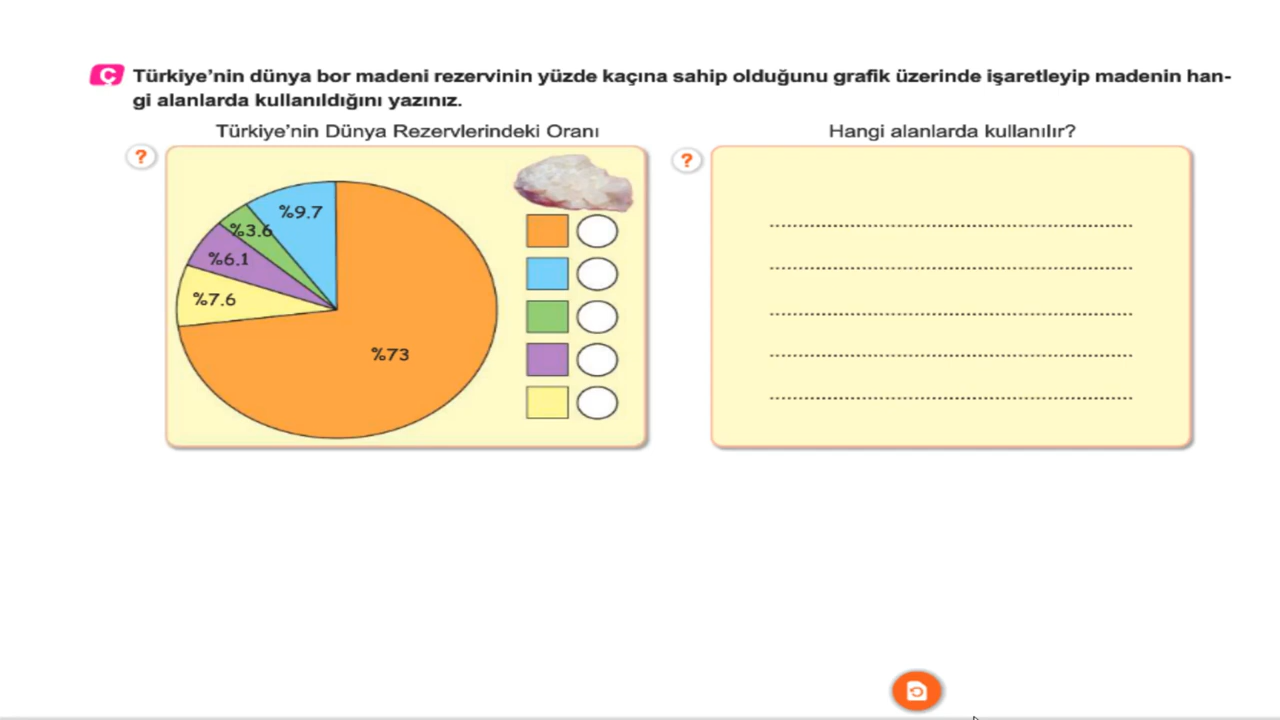 Ç Türkiye'nin dünya bor madeni rezervinin yüzde kaçına sahip olduğunu grafik üzerinde işaretleyip madenin han-
gi alanlarda kullanıldığını yazınız.
Türkiye'nin Dünya Rezervlerindeki Oranı
?
%9.7
%3.6
%6.1
%7.6
%73
Hangi alanlarda kullanılır?
?